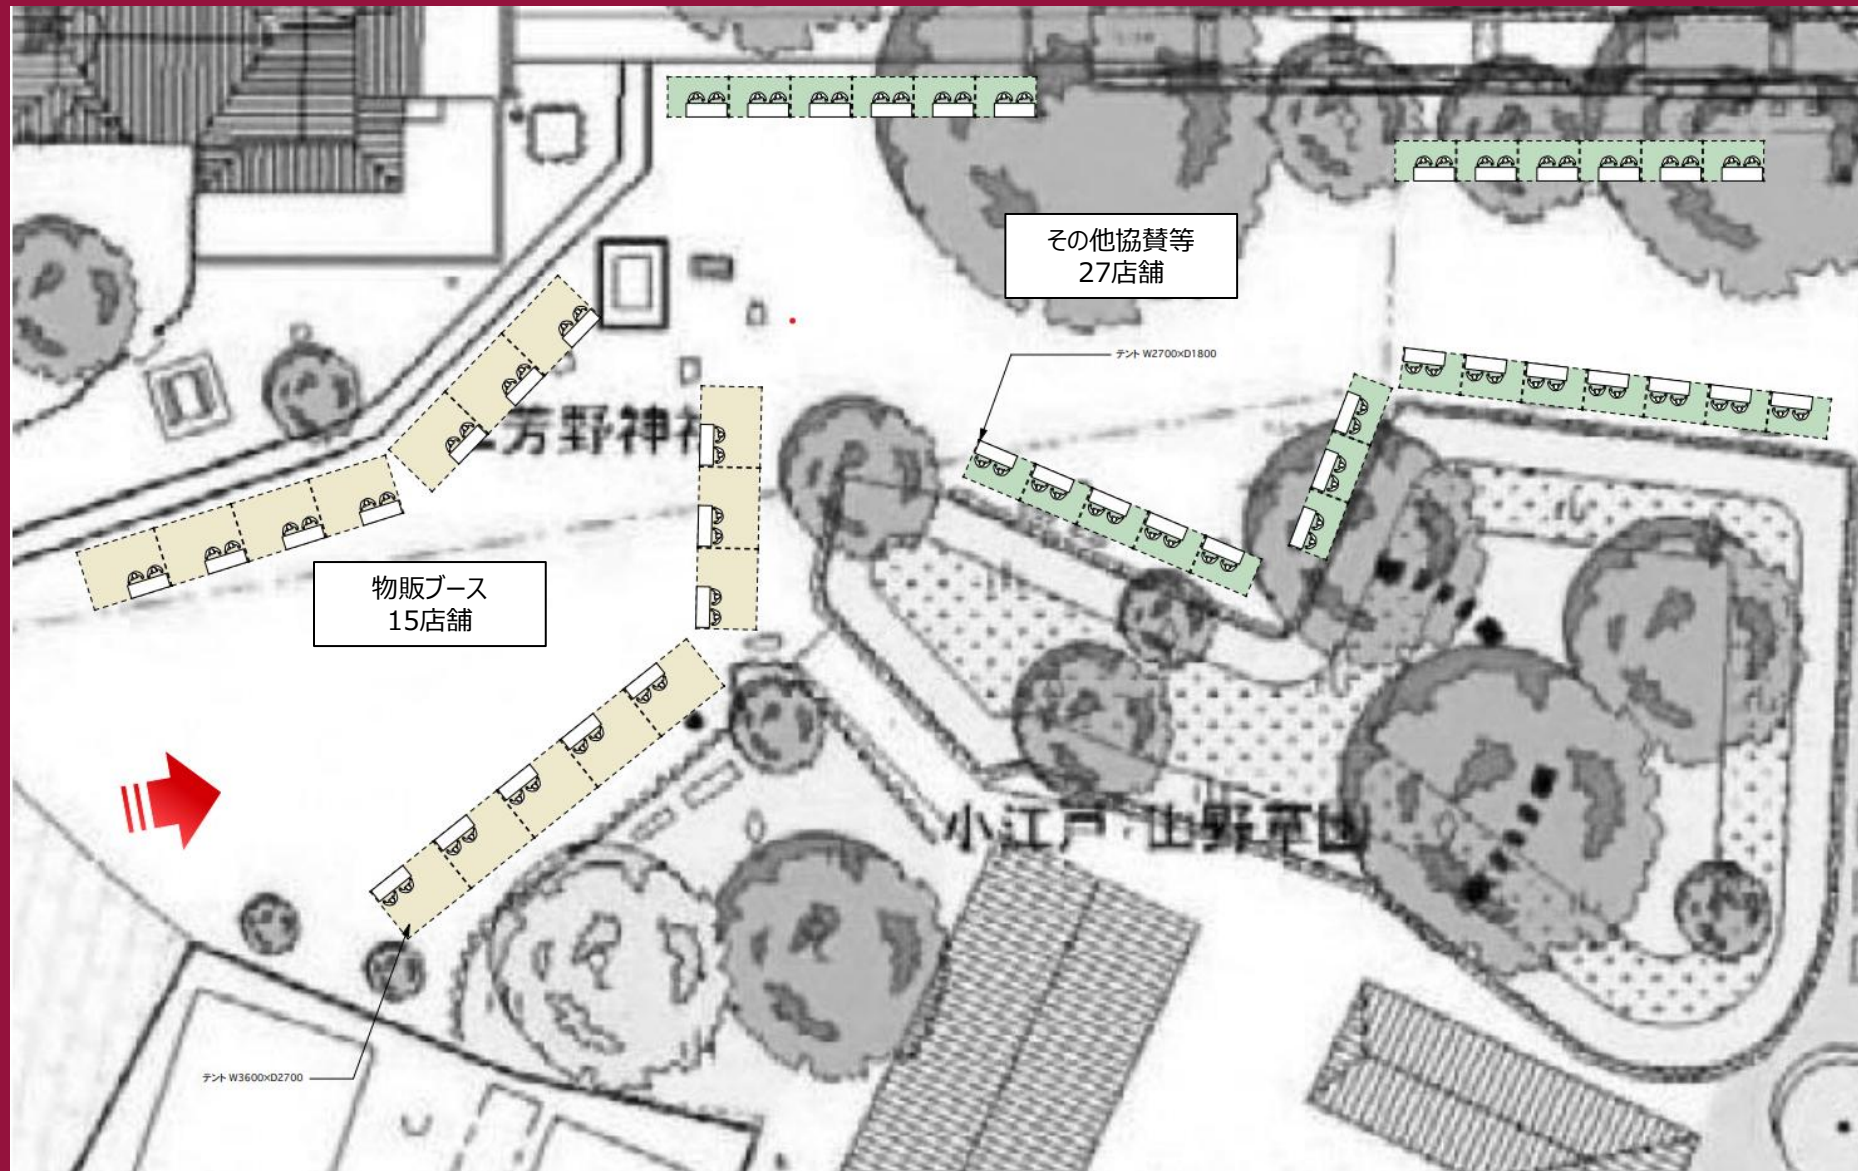 その他協賛等
27店舗
テント W2700×D1800
芳野神社
物販ブース
15店舗
小江戸・山野草園
テント W3600×D2700